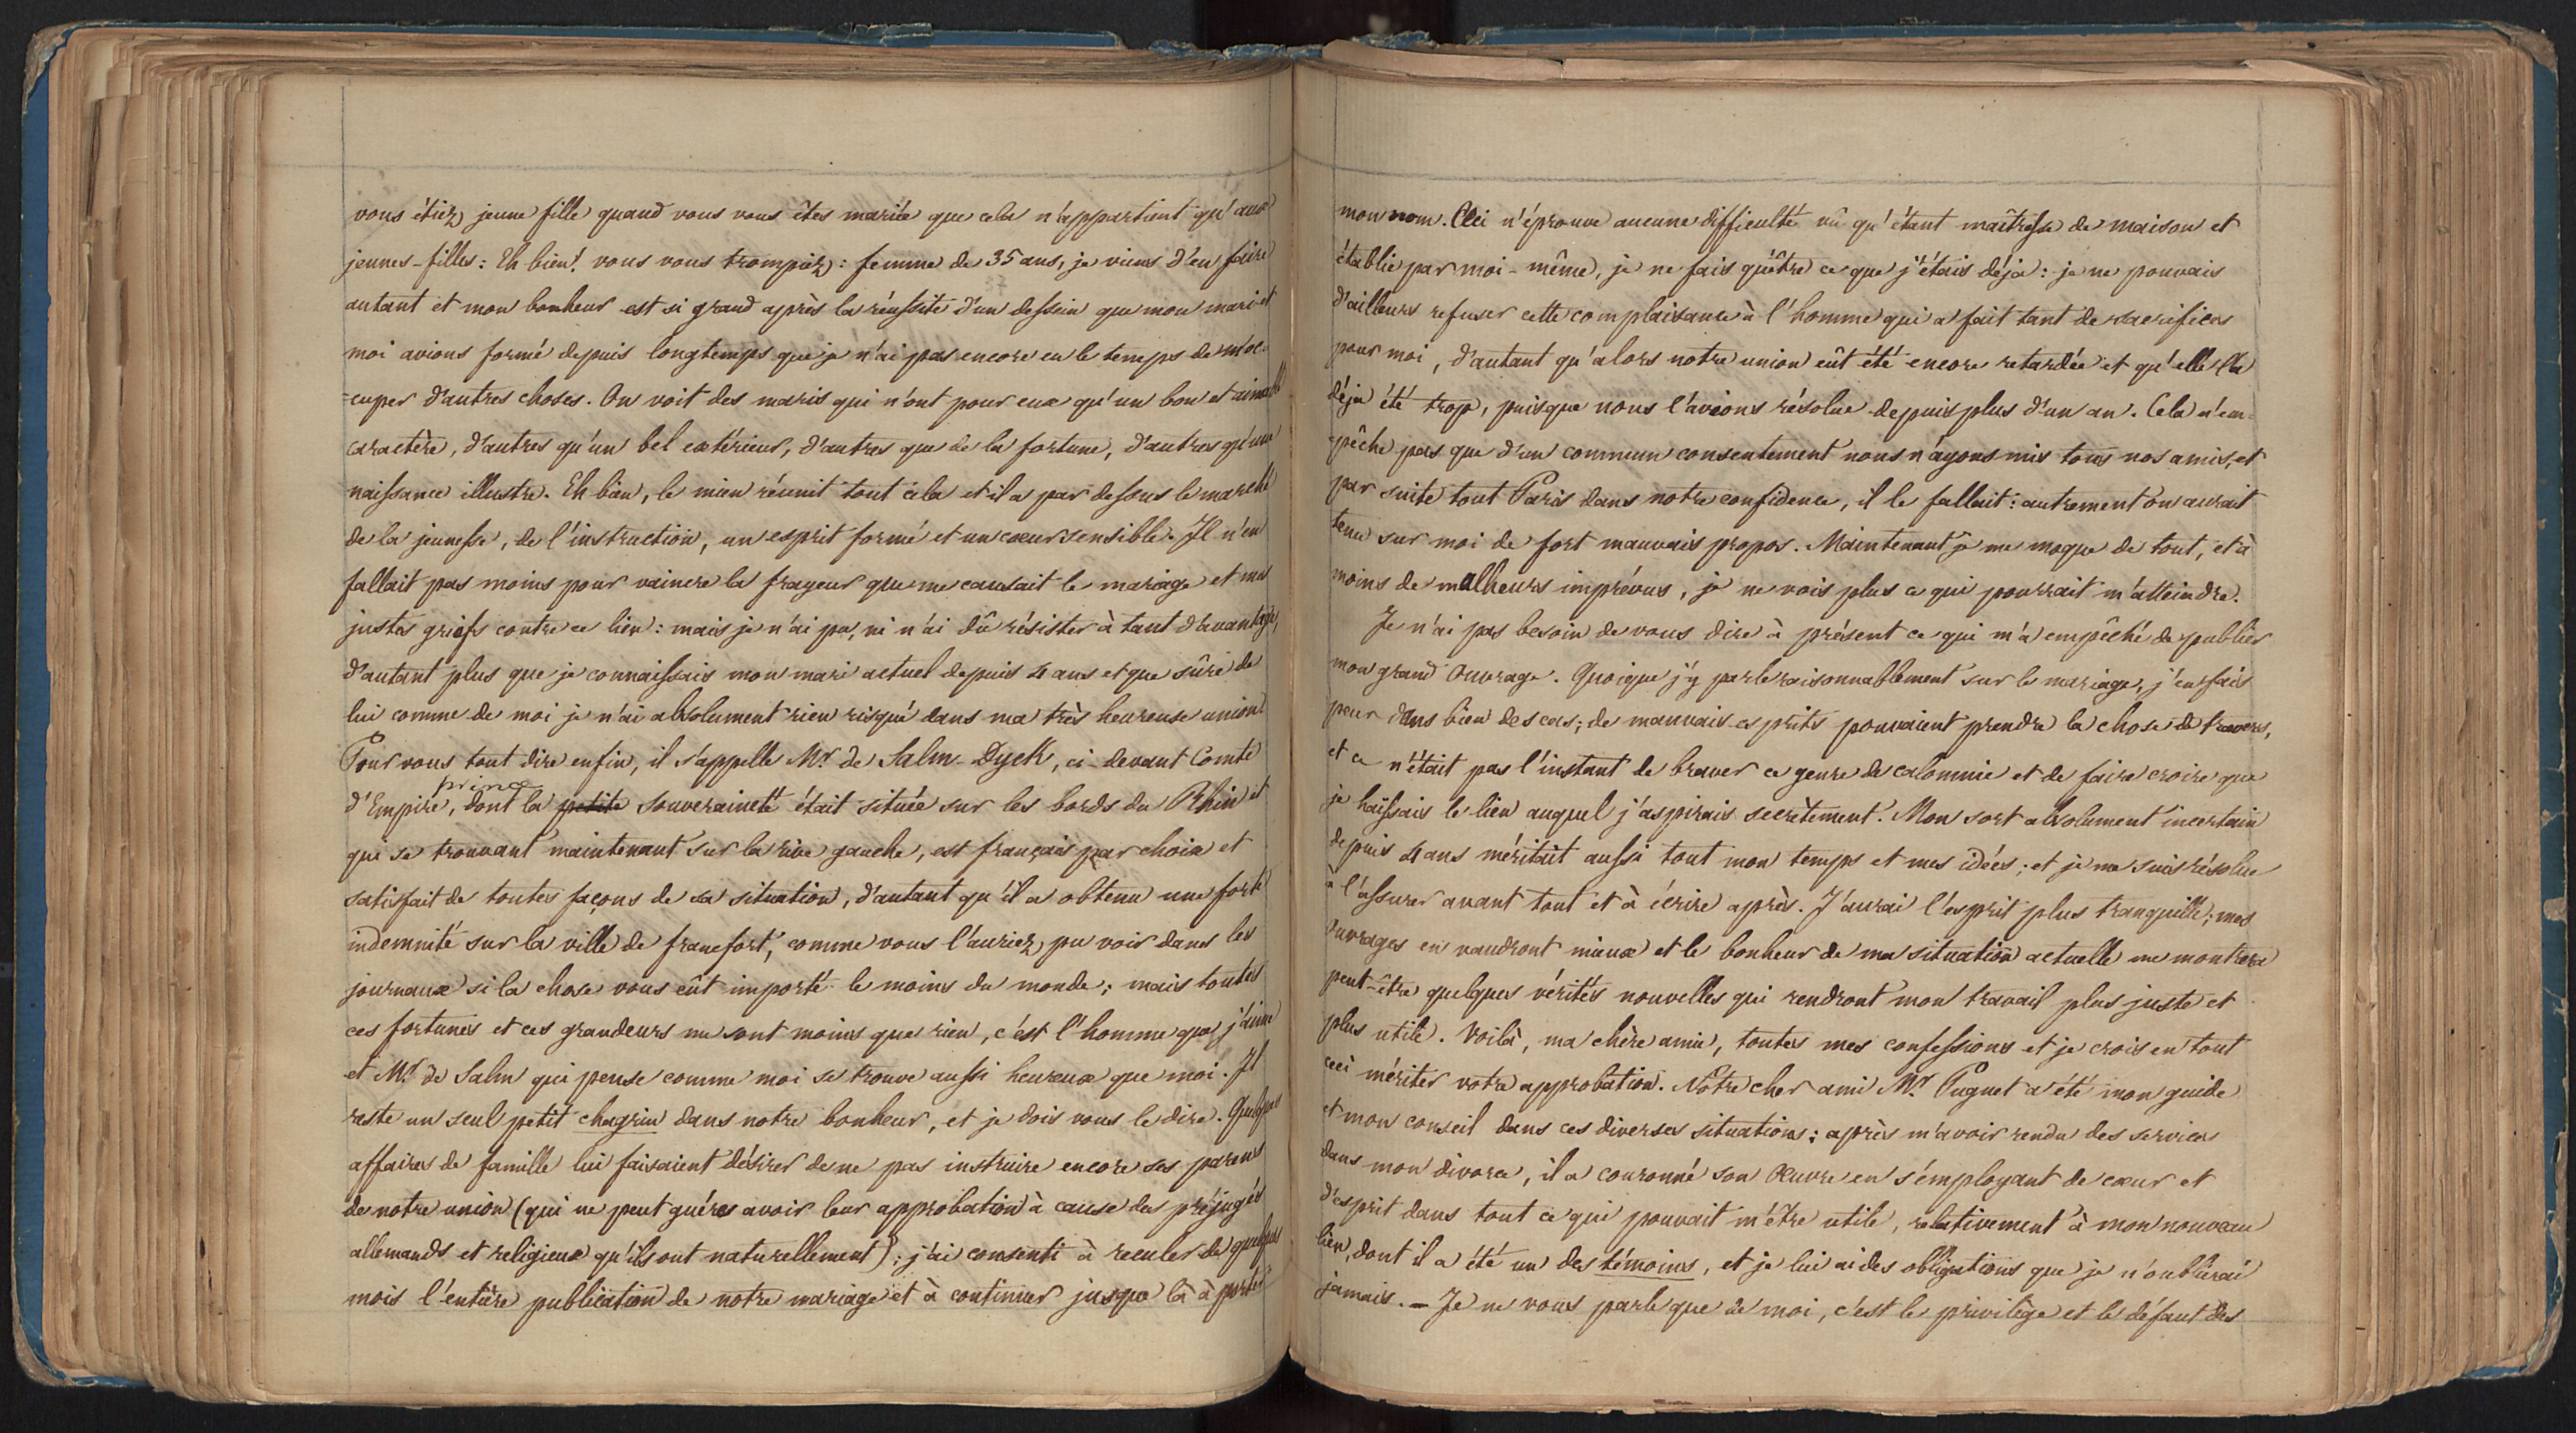 vous étiez jeune fille quand vous vous êtes mariée que cela n'appartient qu'aux
jeunes-filles : Eh bien! vous vous trompiez : femme de 35 ans, je viens d'en faire
autant et mon bonheur est si grand après la réussite d'un dessein que mon mari et
moi avions formé depuis longtemps que je n'ai pas encore eu le temps de m'oc-
-cuper d'autres choses. On voit des maris qui n'ont pour eux qu'un bon et aimable
caractère, d'autres qu'un bel extérieur, d'autres que de la fortune, d'autres qu'une
naissance illustre. Eh bien, le mien réunit tout cela et il a par dessus le marché
de la jeunesse, de l'instruction, un esprit formé et un cœur sensible. Il n'en
fallait pas moins pour vaincre la frayeur que me causait le mariage et mes
justes griefs contre ce lien : mais je n'ai pu, ni n'ai dû résister à tant d'avantages,
d'autant plus que je connaissais mon mari actuel depuis 4 ans et que sûre de
lui comme de moi je n'ai absolument rien risqué dans ma très heureuse union.
Pour vous tout dire enfin, il s'appelle Mr. de Salm-Dyck, ci-devant Comte
prince
d'Empire, dont la petite souveraineté était située sur les bords du Rhin et
qui se trouvant maintenant sur la rive gauche, est français par choix et
satisfait de toutes façons de sa situation, d'autant qu'il a obtenu une forte
indemnité sur la ville de francfort, comme vous l'auriez pu voir dans les
journaux si la chose vous eût importé le moins du monde ; mais toutes
ces fortunes et ces grandeurs me sont moins que rien, c'est l'homme que j'aime
et Mr. de Salm qui pense comme moi se trouve aussi heureux que moi. Il
reste un seul petit chagrin dans notre bonheur, et je dois vous le dire. Quelques
affaires de famille lui faisaient désirer de ne pas instruire encore ses parens
de notre union (qui ne peut guéres avoir leur approbation à cause des préjugés
allemands et religieux qu'ils ont naturellement) ; j'ai consenti à reculer de quelques
mois l'entière publication de notre mariage et à continuer jusque là à porter
mon nom. Ceci n'éprouve aucune difficulté vû qu'étant maîtresse de maison et
établie par moi-même, je ne fais qu'être ce que j'étais déja : je ne pouvais
d'ailleurs refuser cette complaisance à l'homme qui a fait tant de sacrifices
pour moi, d'autant qu'alors notre union eût été encore retardée et qu'elle l'a
déja été trop, puisque nous l'avions résolue depuis plus d'un an. Cela n'em-
-pêche pas que d'un commun consentement nous n'ayons mis tous nos amis, et
par suite tout Paris dans notre confidence, il le fallait : autrement on aurait
tenu sur moi de fort mauvais propos. Maintenant je me moque de tout, et à
moins de malheurs imprévus, je ne vois plus ce qui pourrait m'atteindre.
Je n'ai pas besoin de vous dire à présent ce qui m'a empêché de publier
mon grand Ouvrage. Quoique j'y parle raisonnablement sur le mariage, j'en fais
peur dans bien des cas ; de mauvais esprits pouvaient prendre la chose de travers,
et ce n'était pas l'instant de braver ce genre de calomnie et de faire croire que
je haïssais le lien auquel j'aspirais secrètement. Mon sort absolument incertain
depuis 4 ans méritait aussi tout mon temps et mes idées ; et je me suis résolue
à l'assurer avant tout et à écrire après. J'aurai l'esprit plus tranquille ; mes
Ouvrages en vaudront mieux et le bonheur de ma situation actuelle me montrera
peut-être quelques vérités nouvelles qui rendront mon travail plus juste et
plus utile. Voilà, ma chère amie, toutes mes confessions et je crois en tout
ceci mériter votre approbation. Notre cher ami Mr. Puguet a été mon guide
et mon conseil dans ces diverses situations ; après m'avoir rendu des services
dans mon divorce, il a couronné son Œuvre en s'employant de cœur et
d'esprit dans tout ce qui pouvait m'être utile, relativement à mon nouveau
lien, dont il a été un des témoins, et je lui ai des obligations que je n'oublierai
jamais. — Je ne vous parle que de moi, c'est le privilège et le défaut des